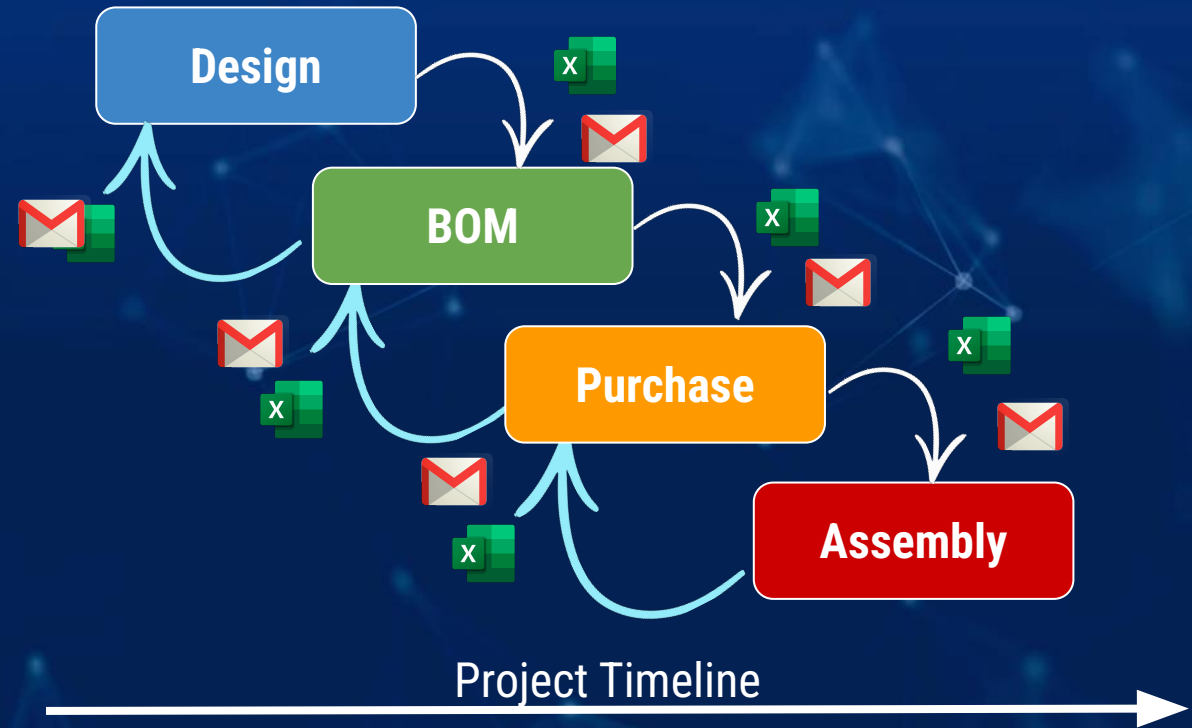 Design
X
BOM
X
Purchase
X
X
Assembly
X
Project Timeline